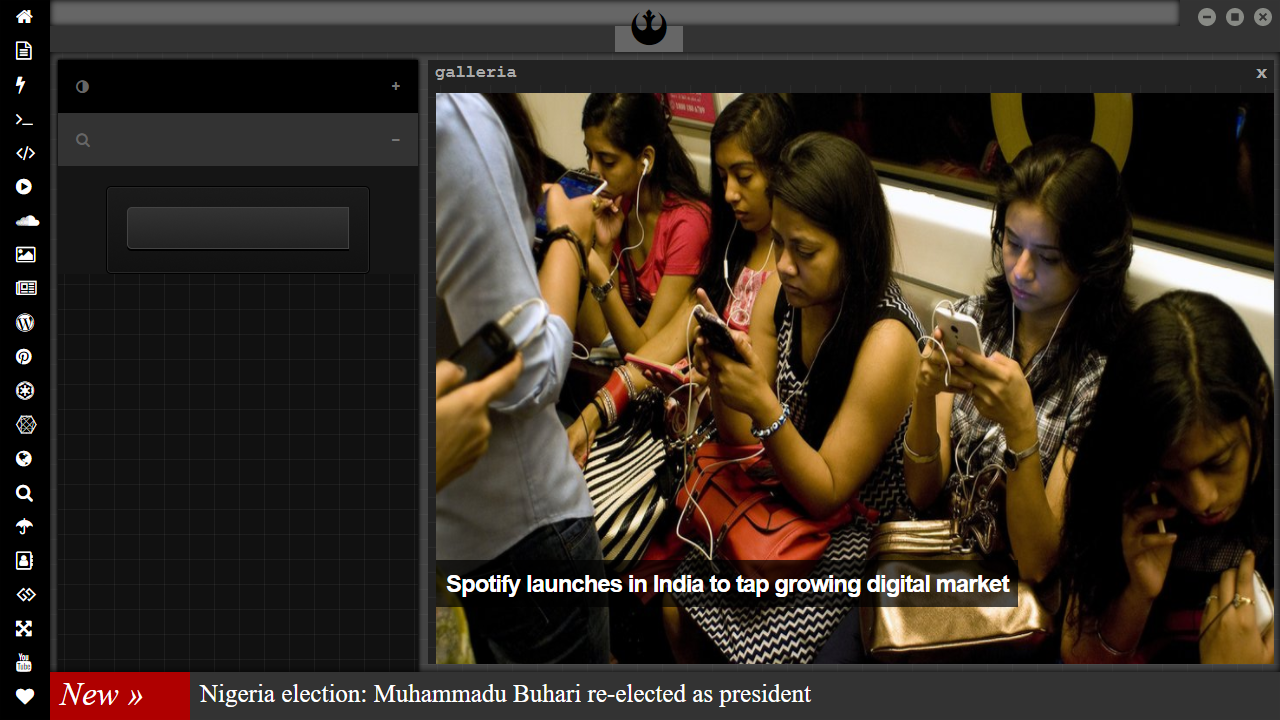 galleria
x
Spotify launches in India to tap growing digital market
New »
Nigeria election: Muhammadu Buhari re-elected as president